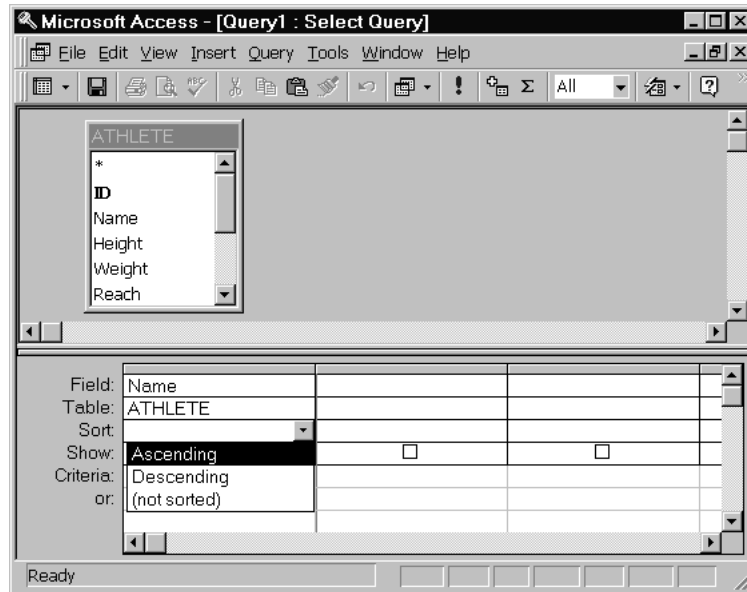 Microsoft Access - [Query1 : Select Query]
File Edit View Insert Query Tools Window Help
ABC Σ All ?
ATHLETE
*
ID
Name
Height
Weight
Reach
Field: Name
Table: ATHLETE
Sort:
Show: Ascending
Criteria: Descending
or: (not sorted)
Ready